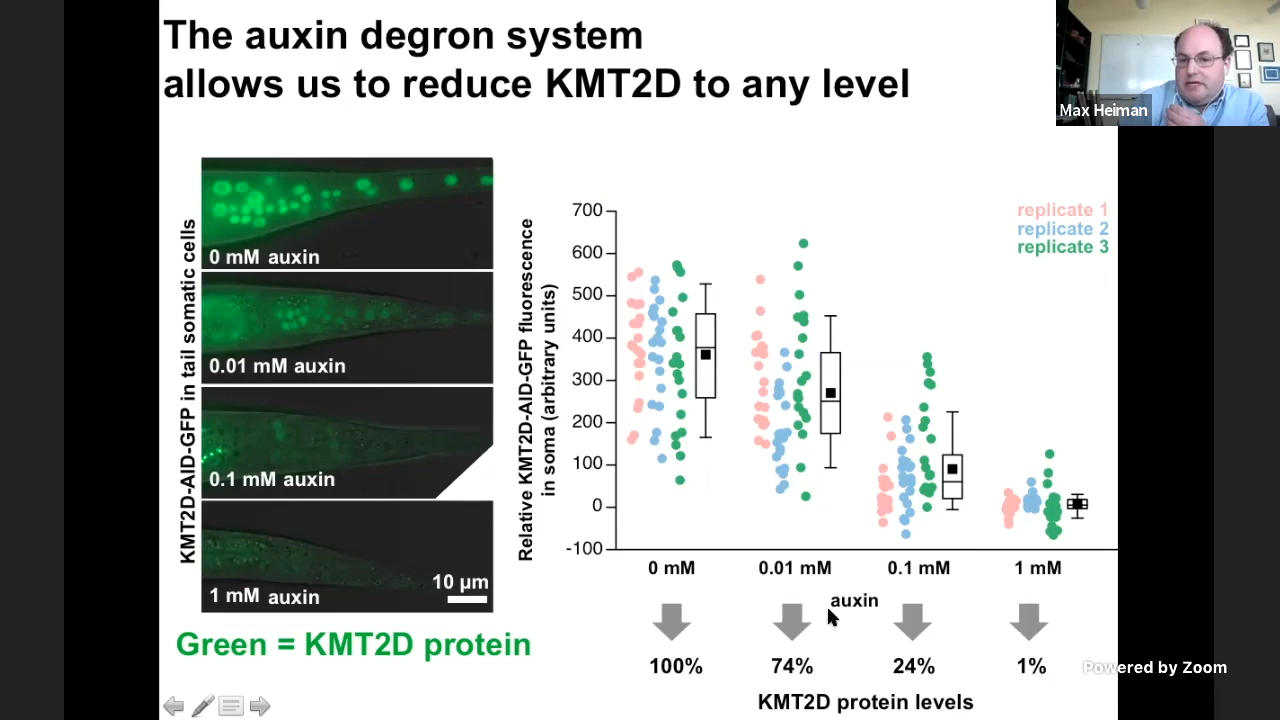 The auxin degron system
allows us to reduce KMT2D to any level
Max Heiman
KMT2D-AID-GFP in tail somatic cells
0 mM auxin
0.01 mM auxin
0.1 mM auxin
1 mM auxin
10 µm
Green = KMT2D protein
Relative KMT2D-AID-GFP fluorescence
in soma (arbitrary units)
700
600
500
400
300
200
100
0
-100
replicate 1
replicate 2
replicate 3
0 mM
0.01 mM
0.1 mM
1 mM
auxin
100%
74%
24%
1%
KMT2D protein levels
Powered by Zoom